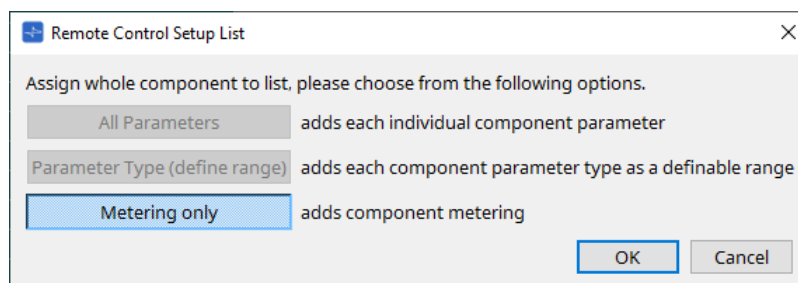 Remote Control Setup List
Assign whole component to list, please choose from the following options.
All Parameters adds each individual component parameter
Parameter Type (define range) adds each component parameter type as a definable range
Metering only adds component metering
OK Cancel